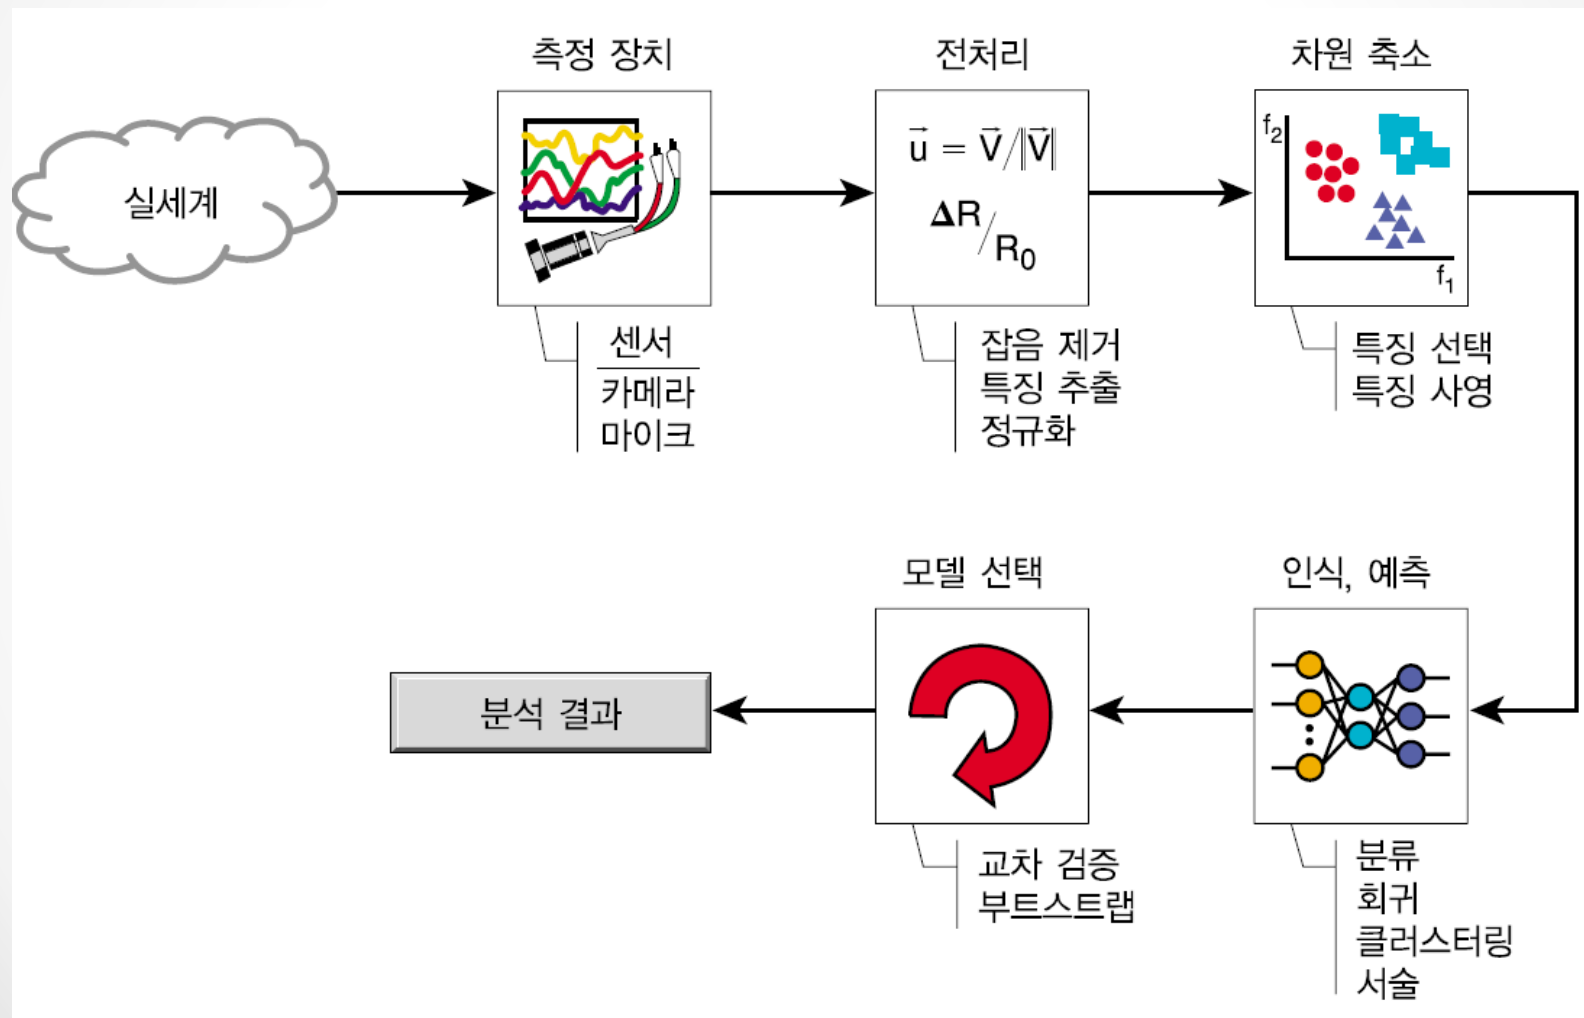 측정 장치
전처리
차원 축소
실세계
u⃗ = V⃗/‖V⃗‖
ΔR/R₀
f₂
f₁
센서
카메라
마이크
잡음 제거
특징 추출
정규화
특징 선택
특징 사영
모델 선택
인식, 예측
분석 결과
교차 검증
부트스트랩
분류
회귀
클러스터링
서술